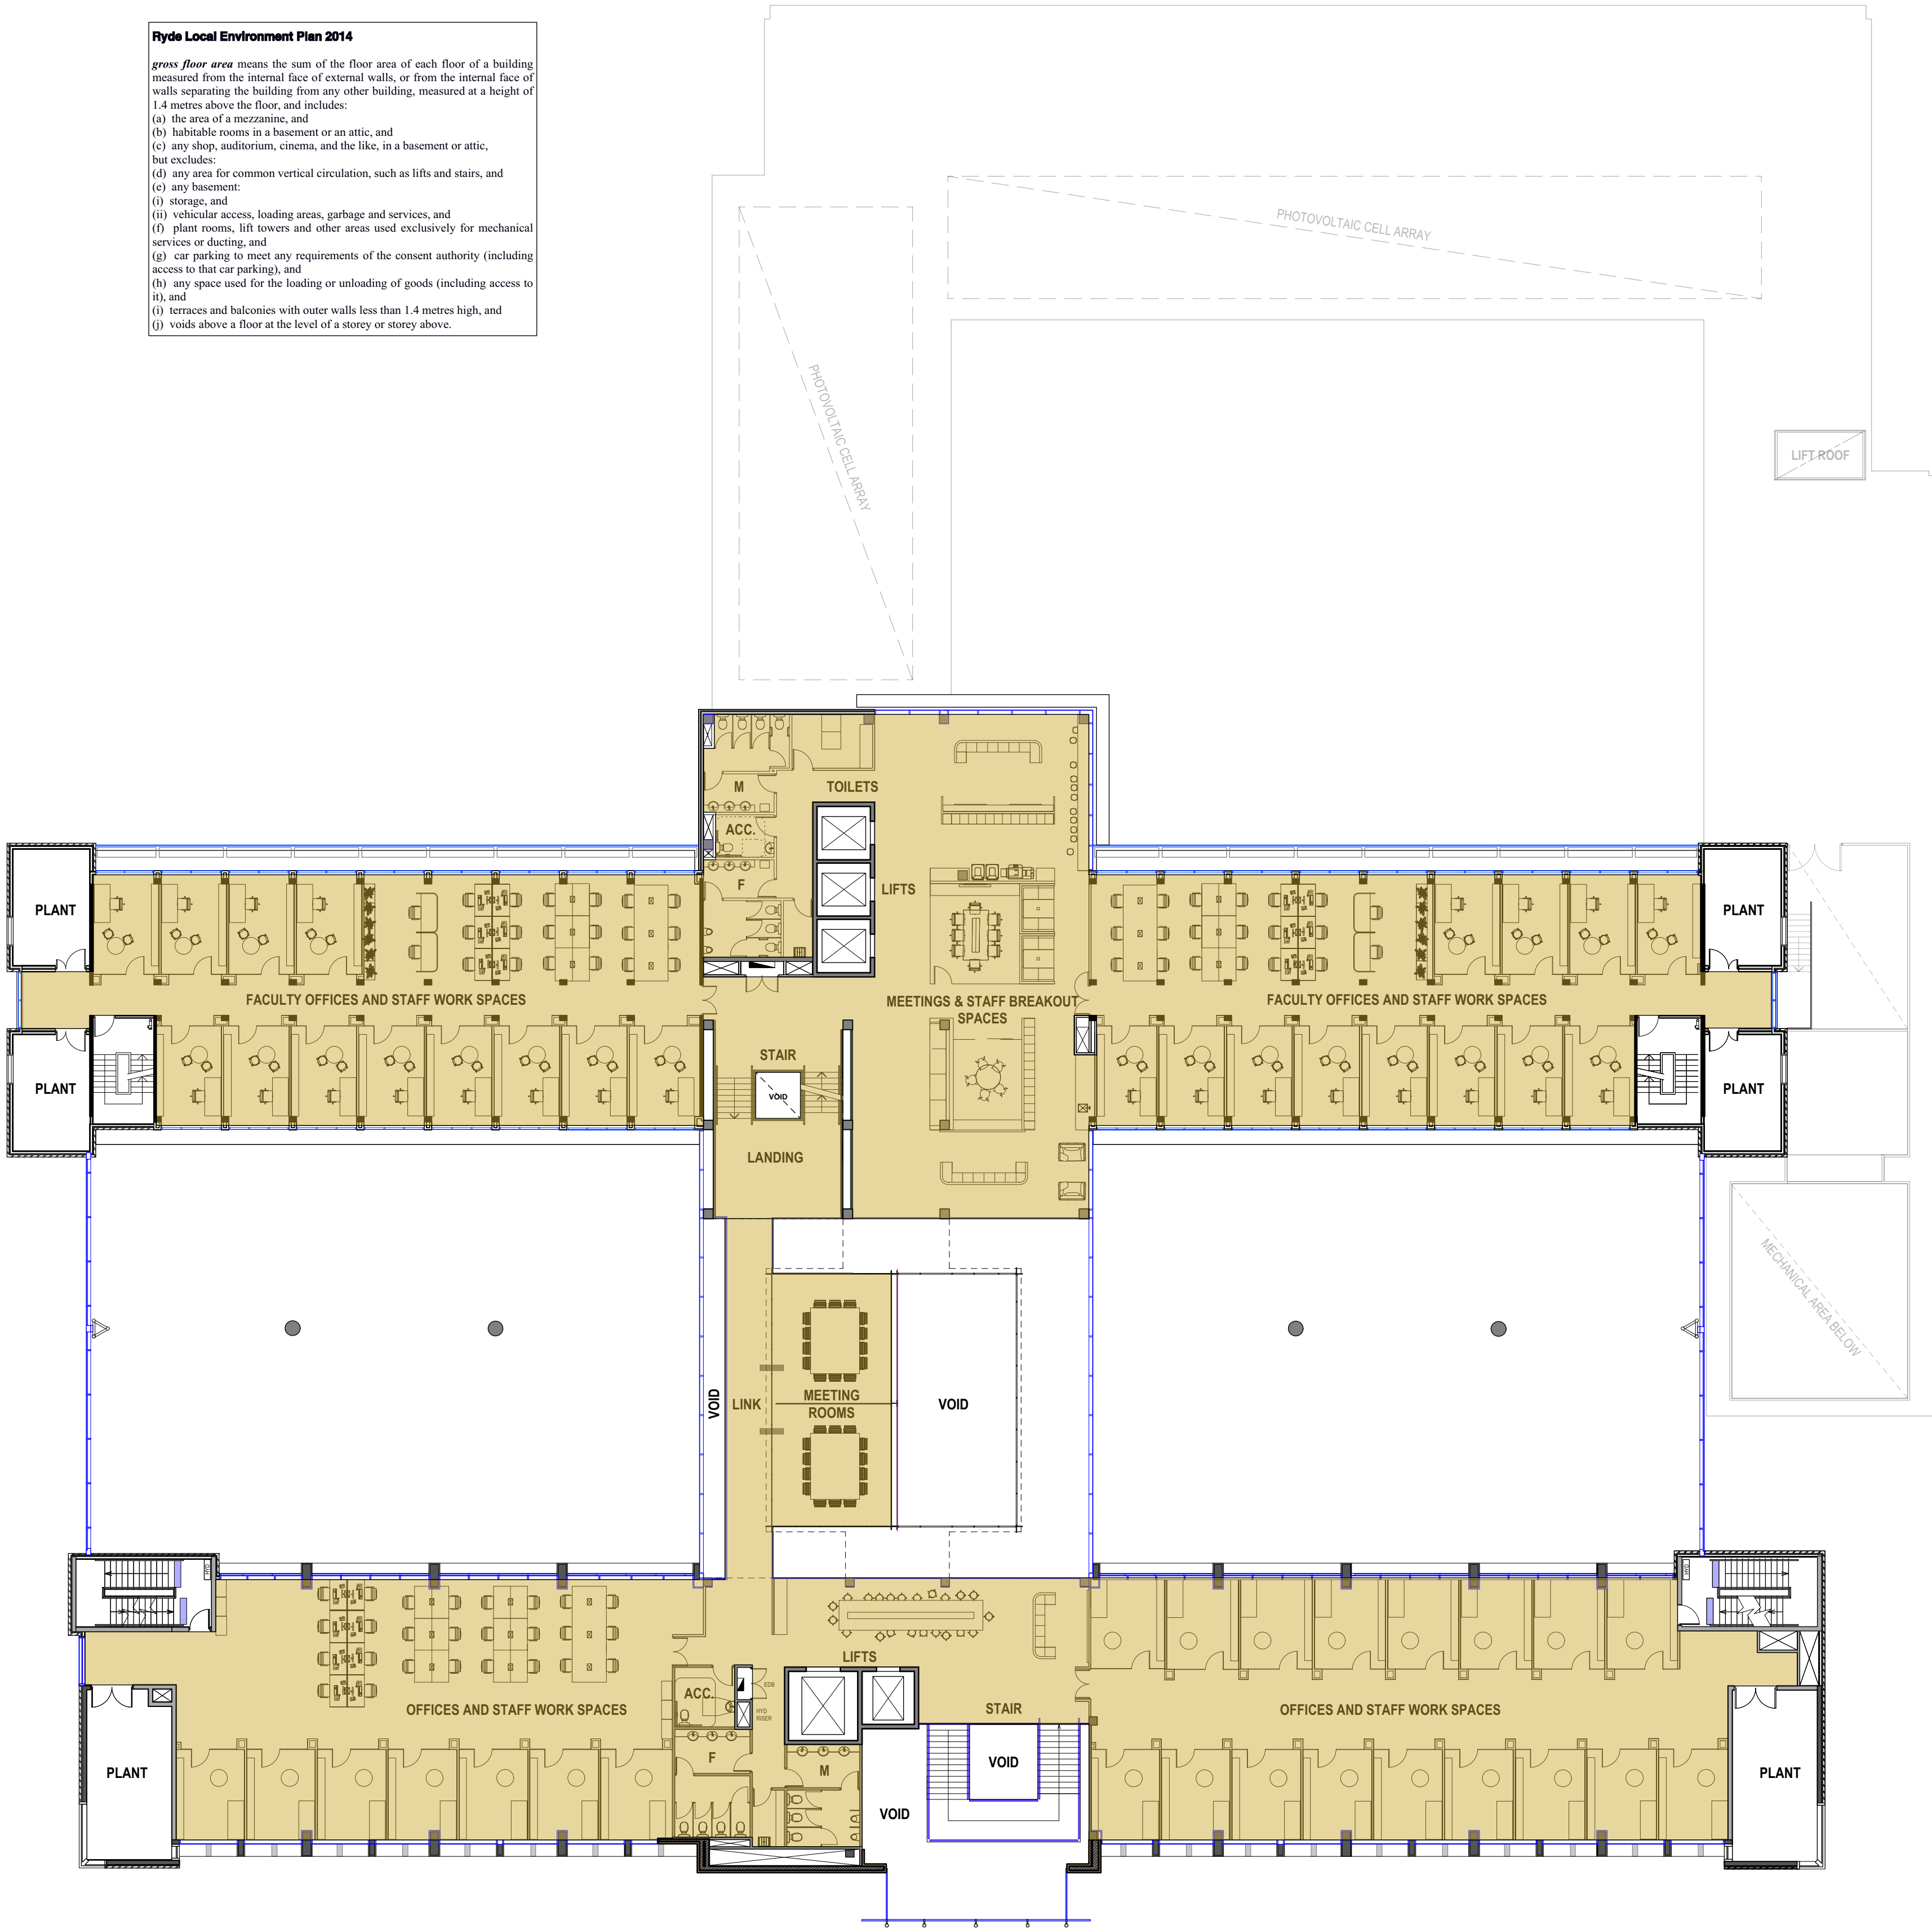 Ryde Local Environment Plan 2014
gross floor area means the sum of the floor area of each floor of a building
measured from the internal face of external walls, or from the internal face of
walls separating the building from any other building, measured at a height of
1.4 metres above the floor, and includes:
(a) the area of a mezzanine, and
(b) habitable rooms in a basement or an attic, and
(c) any shop, auditorium, cinema, and the like, in a basement or attic,
but excludes:
(d) any area for common vertical circulation, such as lifts and stairs, and
(e) any basement:
(i) storage, and
(ii) vehicular access, loading areas, garbage and services, and
(f) plant rooms, lift towers and other areas used exclusively for mechanical
services or ducting, and
(g) car parking to meet any requirements of the consent authority (including
access to that car parking), and
(h) any space used for the loading or unloading of goods (including access to
it), and
(i) terraces and balconies with outer walls less than 1.4 metres high, and
(j) voids above a floor at the level of a storey or storey above.
PHOTOVOLTAIC CELL ARRAY
PHOTOVOLTAIC CELL ARRAY
LIFT ROOF
M
TOILETS
ACC.
F
LIFTS
PLANT
PLANT
FACULTY OFFICES AND STAFF WORK SPACES
MEETINGS & STAFF BREAKOUT
SPACES
FACULTY OFFICES AND STAFF WORK SPACES
STAIR
PLANT
VOID
PLANT
LANDING
MECHANICAL AREA BELOW
VOID
LINK
MEETING
ROOMS
VOID
HYD
HYD
LIFTS
ACC.
EDB
HYD
RISER
OFFICES AND STAFF WORK SPACES
STAIR
OFFICES AND STAFF WORK SPACES
F
M
VOID
PLANT
PLANT
VOID